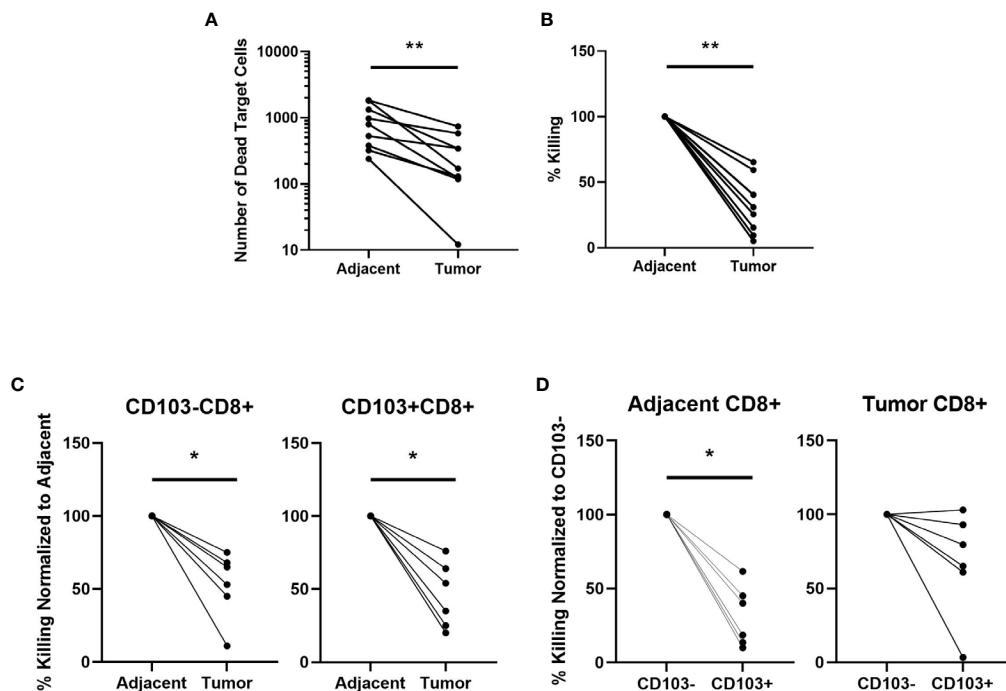 A
**
10000
1000
100
10
Number of Dead Target Cells
Adjacent Tumor
B
**
150
100
50
0
% Killing
Adjacent Tumor
C
CD103-CD8+
*
150
100
50
0
% Killing Normalized to Adjacent
Adjacent Tumor
CD103+CD8+
*
150
100
50
0
Adjacent Tumor
D
Adjacent CD8+
*
150
100
50
0
% Killing Normalized to CD103-
CD103- CD103+
Tumor CD8+
150
100
50
0
CD103- CD103+